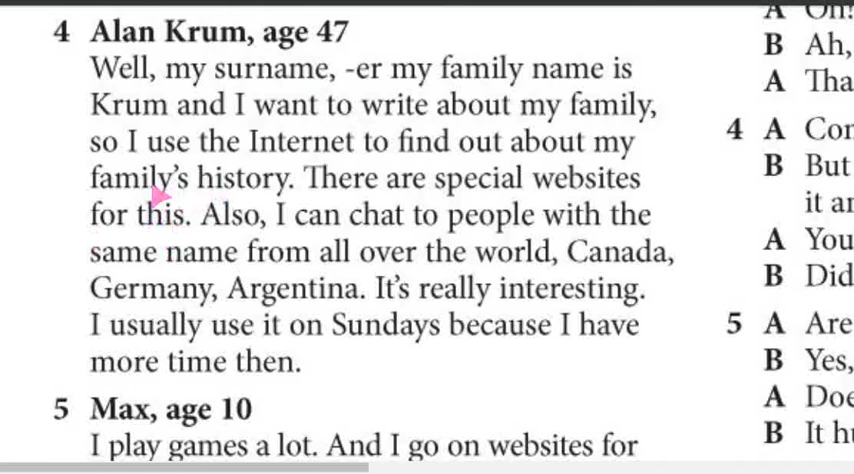 4 Alan Krum, age 47
Well, my surname, -er my family name is
Krum and I want to write about my family,
so I use the Internet to find out about my
family's history. There are special websites
for this. Also, I can chat to people with the
same name from all over the world, Canada,
Germany, Argentina. It's really interesting.
I usually use it on Sundays because I have
more time then.
5 Max, age 10
I play games a lot. And I go on websites for
A Oh!
B Ah,
A
4 A
B But
it
A You
B Did
5 A Are
B Yes,
A
B It